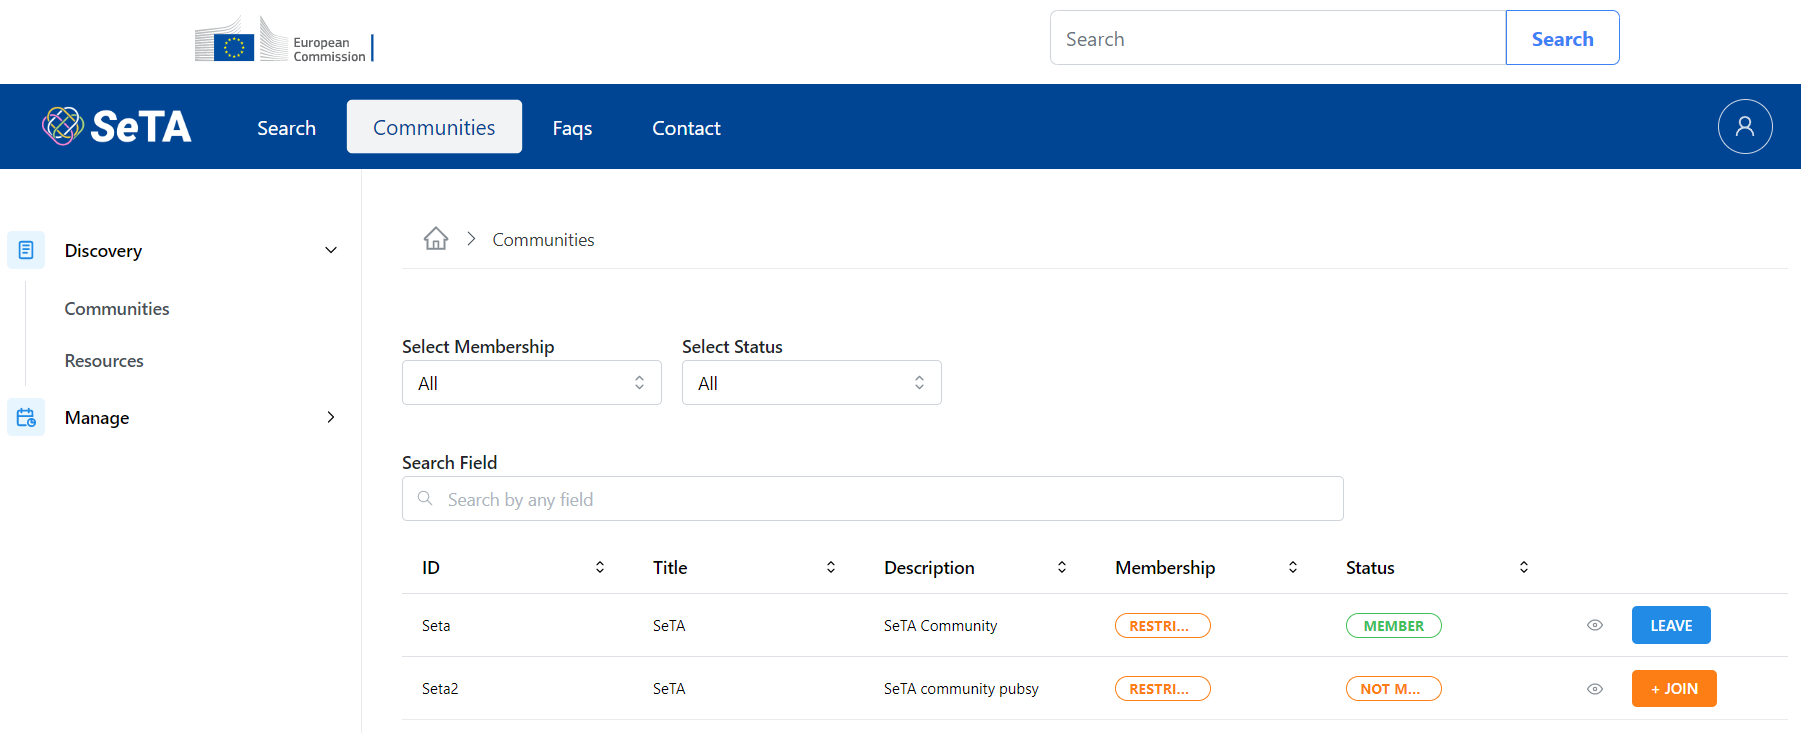 European
Commission
Search
Search
SeTA
Search
Communities
Faqs
Contact
Discovery
Communities
Resources
Manage
Communities
Select Membership
Select Status
All
All
Search Field
Search by any field
ID Title Description Membership Status
Seta SeTA SeTA Community RESTRI... MEMBER LEAVE
Seta2 SeTA SeTA community pubsy RESTRI... NOT M... + JOIN